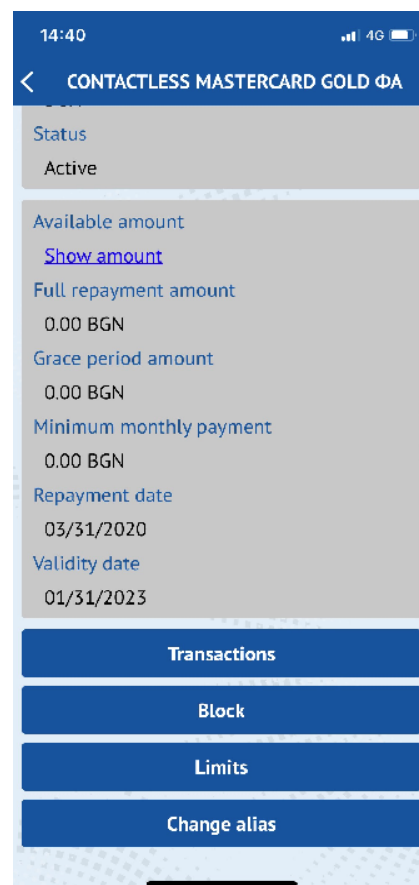 14:40
4G
CONTACTLESS MASTERCARD GOLD ФА
Status
Active
Available amount
Show amount
Full repayment amount
0.00 BGN
Grace period amount
0.00 BGN
Minimum monthly payment
0.00 BGN
Repayment date
03/31/2020
Validity date
01/31/2023
Transactions
Block
Limits
Change alias